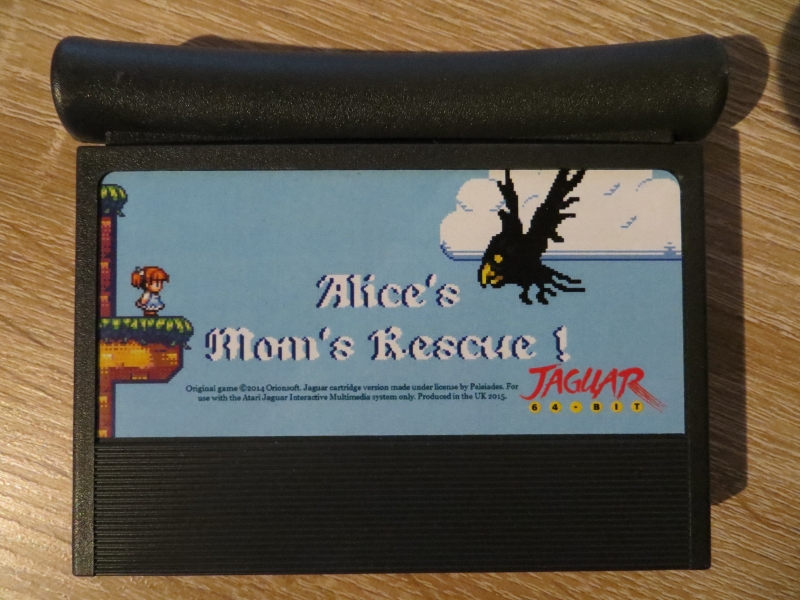 Alice's
Mom's Rescue !
Original game ©2014 Orionsoft. Jaguar cartridge version made under license by Peleiades. For
use with the Atari Jaguar Interactive Multimedia system only. Produced in the UK 2015.
JAGUAR
64-BIT